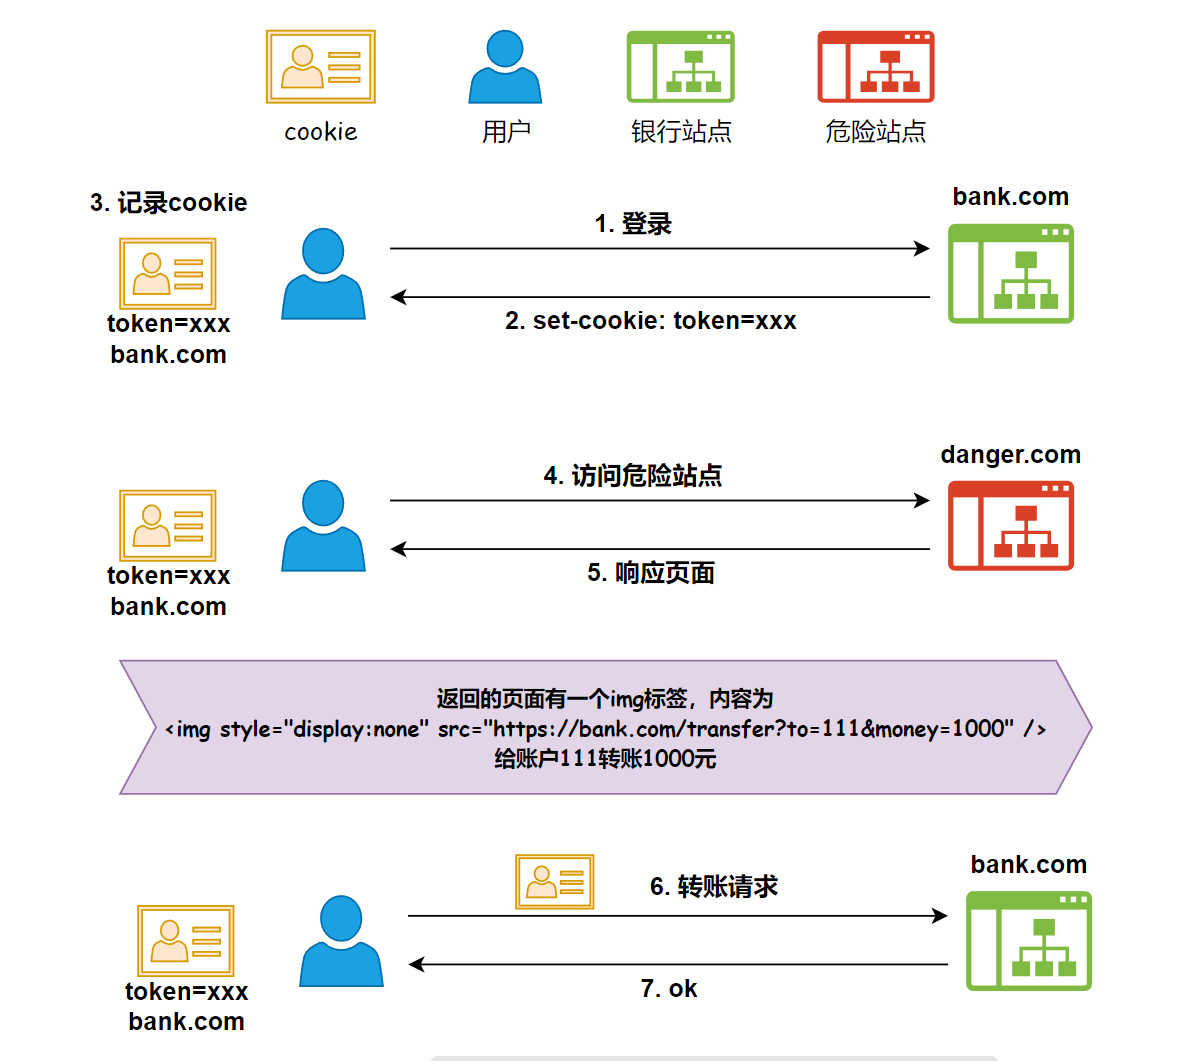 cookie
用户
银行站点
危险站点
3. 记录cookie
token=xxx
bank.com
1. 登录
2. set-cookie: token=xxx
bank.com
token=xxx
bank.com
4. 访问危险站点
5. 响应页面
danger.com
返回的页面有一个img标签，内容为
<img style="display:none" src="https://bank.com/transfer?to=111&money=1000" />
给账户111转账1000元
token=xxx
bank.com
6. 转账请求
7. ok
bank.com